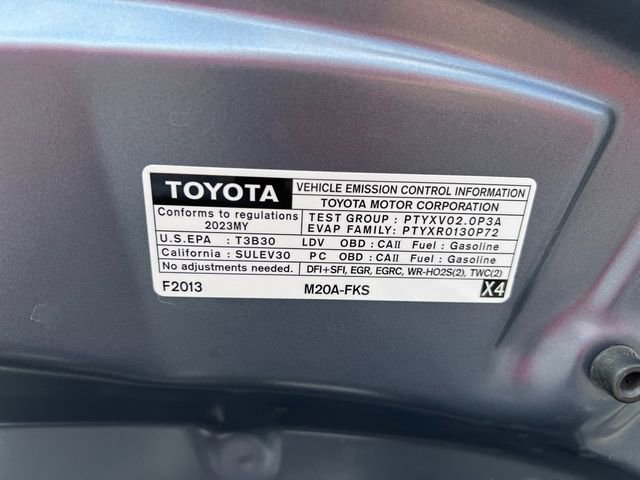 TOYOTA
VEHICLE EMISSION CONTROL INFORMATION
TOYOTA MOTOR CORPORATION
Conforms to regulations
2023MY
TEST GROUP : PTYXV02.0P3A
EVAP FAMILY: PTYXR0130P72
U.S.EPA : T3B30 LDV OBD : CAII Fuel : Gasoline
California : SULEV30 PC OBD : CAII Fuel : Gasoline
No adjustments needed. DFI+SFI, EGR, EGRC, WR-HO2S(2), TWC(2)
F2013 M20A-FKS X4